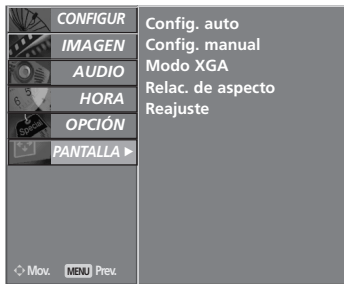 CONFIGUR
IMAGEN
AUDIO
HORA
OPCIÓN
PANTALLA
Config. auto
Config. manual
Modo XGA
Relac. de aspecto
Reajuste
Mov. MENU Prev.